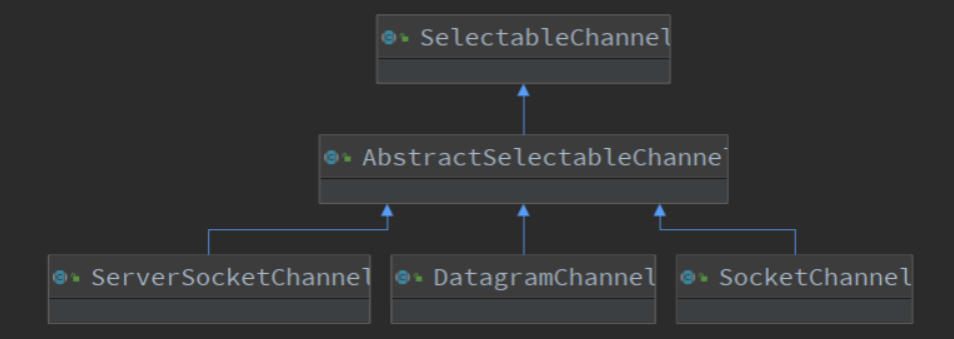 SelectableChannel
AbstractSelectableChannel
ServerSocketChannel
DatagramChannel
SocketChannel